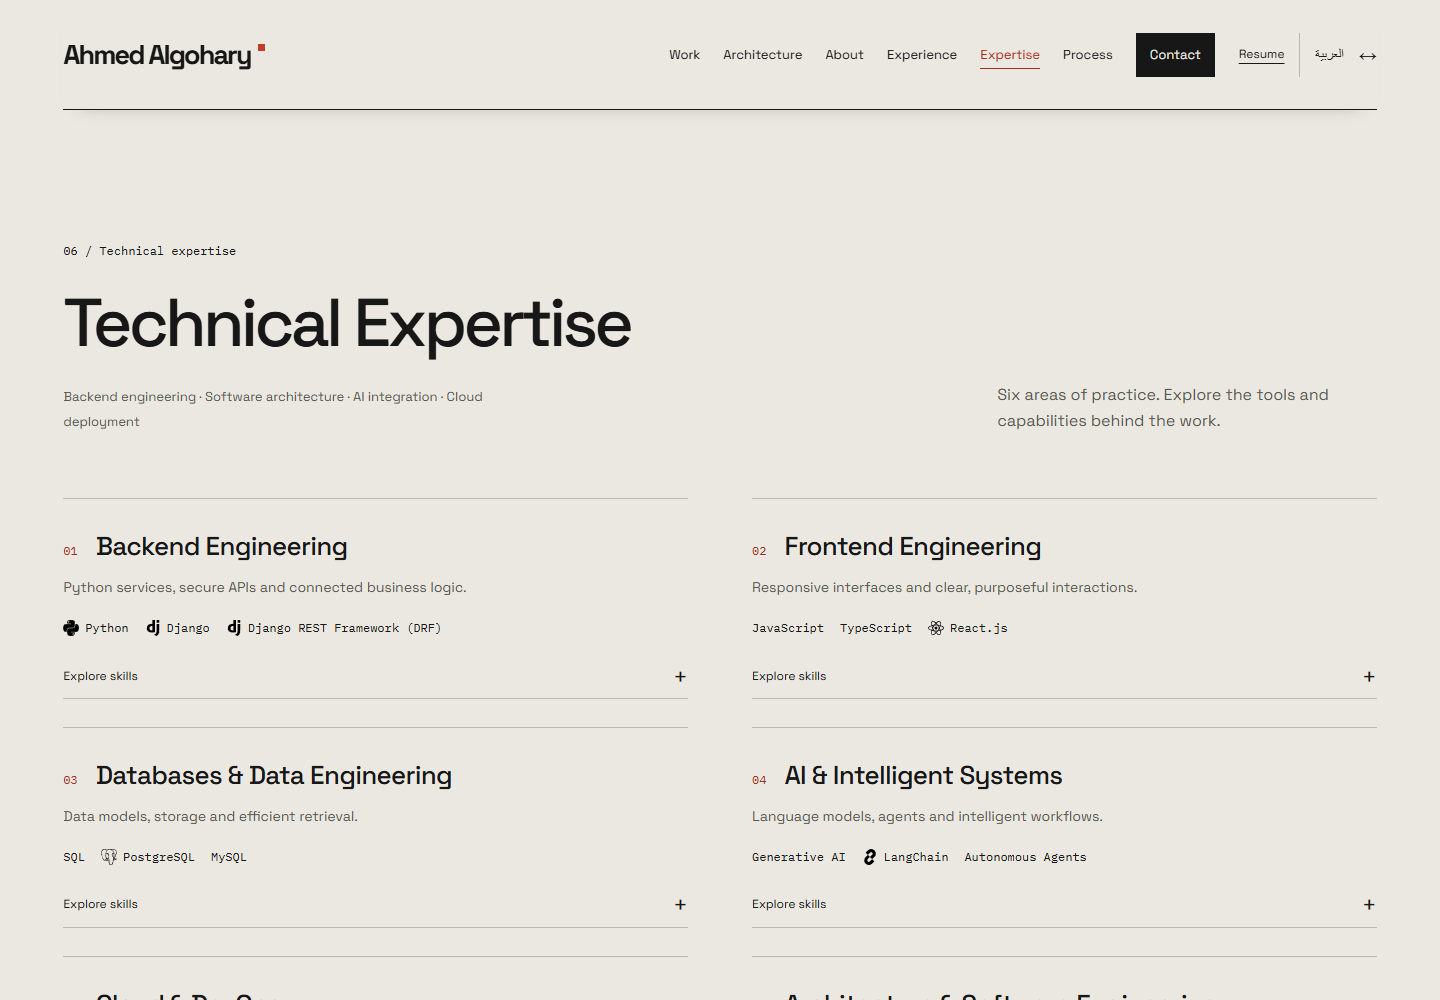 Ahmed Algohary
Work Architecture About Experience Expertise Process Contact Resume العربية ↔
06 / Technical expertise
Technical Expertise
Backend engineering · Software architecture · AI integration · Cloud
deployment
Six areas of practice. Explore the tools and
capabilities behind the work.
01 Backend Engineering
Python services, secure APIs and connected business logic.
Python Django Django REST Framework (DRF)
Explore skills +
02 Frontend Engineering
Responsive interfaces and clear, purposeful interactions.
JavaScript TypeScript React.js
Explore skills +
03 Databases & Data Engineering
Data models, storage and efficient retrieval.
SQL PostgreSQL MySQL
Explore skills +
04 AI & Intelligent Systems
Language models, agents and intelligent workflows.
Generative AI LangChain Autonomous Agents
Explore skills +